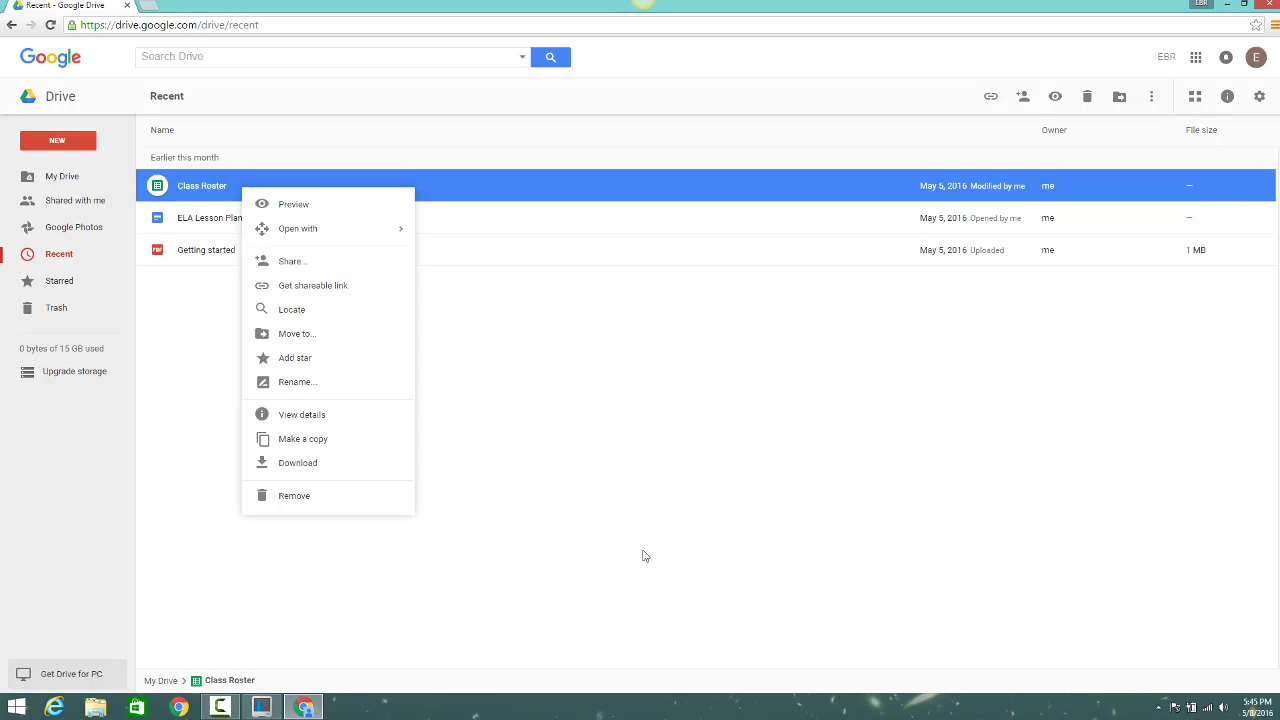 Recent - Google Drive
EBR
https://drive.google.com/drive/recent
Google
Search Drive
EBR
E
Drive
Recent
NEW
My Drive
Shared with me
Google Photos
Recent
Starred
Trash
0 bytes of 15 GB used
Upgrade storage
Get Drive for PC
Name
Owner
File size
Earlier this month
Class Roster
May 5, 2016 Modified by me
me
—
ELA Lesson Plan
May 5, 2016 Opened by me
me
—
PDF
Getting started
May 5, 2016 Uploaded
me
1 MB
Preview
Open with
Share...
Get shareable link
Locate
Move to...
Add star
Rename...
View details
Make a copy
Download
Remove
My Drive > Class Roster
5:45 PM
5/8/2016